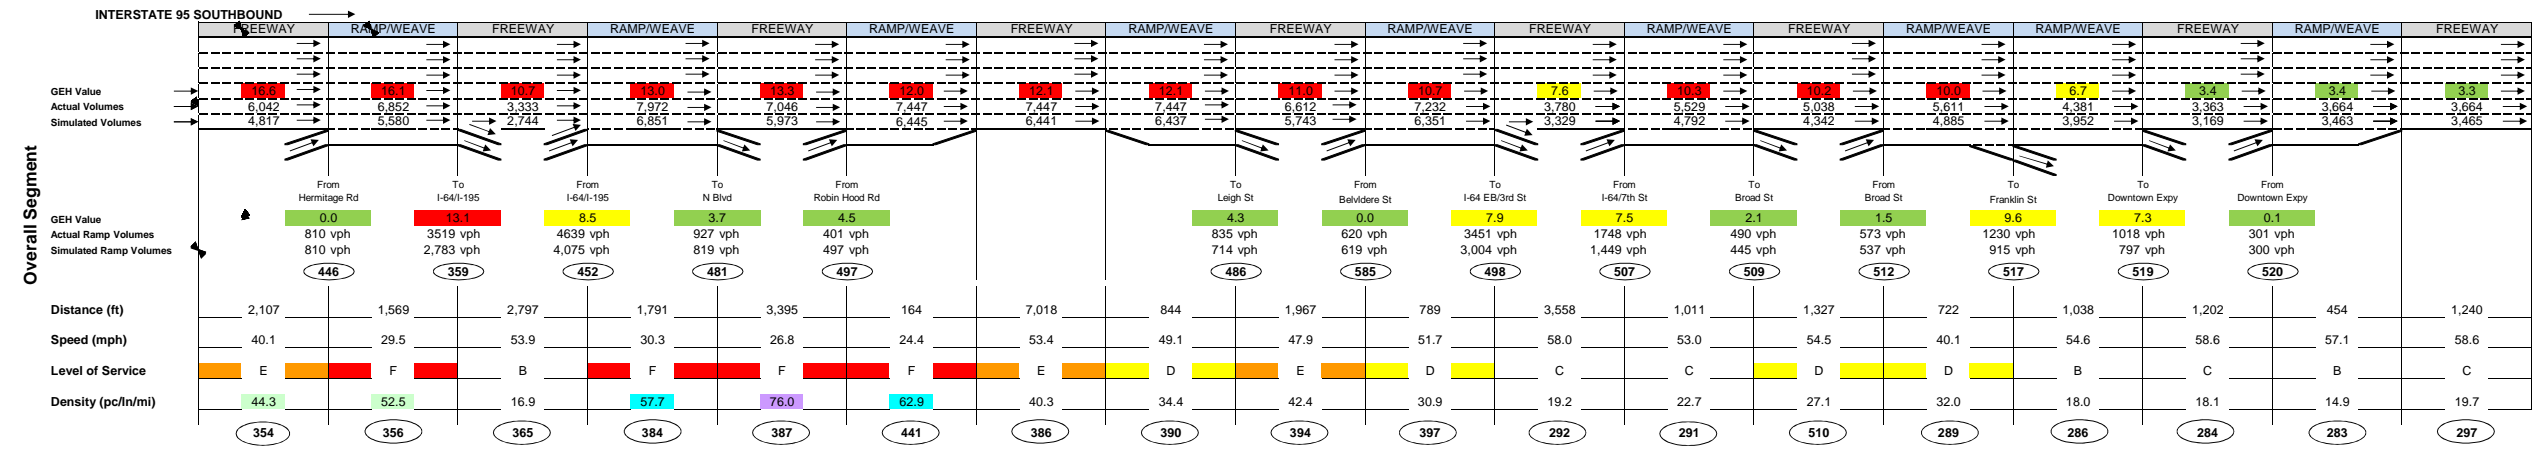 INTERSTATE 95 SOUTHBOUND
FREEWAY RAMP/WEAVE FREEWAY RAMP/WEAVE FREEWAY RAMP/WEAVE FREEWAY RAMP/WEAVE FREEWAY RAMP/WEAVE FREEWAY RAMP/WEAVE FREEWAY RAMP/WEAVE RAMP/WEAVE FREEWAY RAMP/WEAVE FREEWAY
GEH Value 16.6 16.1 10.7 13.0 13.3 12.0 12.1 12.1 11.0 10.7 7.6 10.3 10.2 10.0 6.7 3.4 3.4 3.3
Actual Volumes 6,042 6,852 3,333 7,972 7,046 7,447 7,447 7,447 6,612 7,232 3,780 5,529 5,038 5,611 4,381 3,363 3,664 3,664
Simulated Volumes 4,817 5,580 2,744 6,851 5,973 6,445 6,441 6,437 5,743 6,351 3,329 4,792 4,342 4,885 3,952 3,169 3,463 3,465
Overall Segment
From To From To From To From To From To From To To From
Hermitage Rd I-64/I-195 I-64/I-195 N Blvd Robin Hood Rd Leigh St Belvldere St I-64 EB/3rd St I-64/7th St Broad St Broad St Franklin St Downtown Expy Downtown Expy
GEH Value 0.0 13.1 8.5 3.7 4.5 4.3 0.0 7.9 7.5 2.1 1.5 9.6 7.3 0.1
Actual Ramp Volumes 810 vph 3519 vph 4639 vph 927 vph 401 vph 835 vph 620 vph 3451 vph 1748 vph 490 vph 573 vph 1230 vph 1018 vph 301 vph
Simulated Ramp Volumes 810 vph 2,783 vph 4,075 vph 819 vph 497 vph 714 vph 619 vph 3,004 vph 1,449 vph 445 vph 537 vph 915 vph 797 vph 300 vph
446 359 452 481 497 486 585 498 507 509 512 517 519 520
Distance (ft) 2,107 1,569 2,797 1,791 3,395 164 7,018 844 1,967 789 3,558 1,011 1,327 722 1,038 1,202 454 1,240
Speed (mph) 40.1 29.5 53.9 30.3 26.8 24.4 53.4 49.1 47.9 51.7 58.0 53.0 54.5 40.1 54.6 58.6 57.1 58.6
Level of Service E F B F F F E D E D C C D D B C B C
Density (pc/ln/mi) 44.3 52.5 16.9 57.7 76.0 62.9 40.3 34.4 42.4 30.9 19.2 22.7 27.1 32.0 18.0 18.1 14.9 19.7
354 356 365 384 387 441 386 390 394 397 292 291 510 289 286 284 283 297